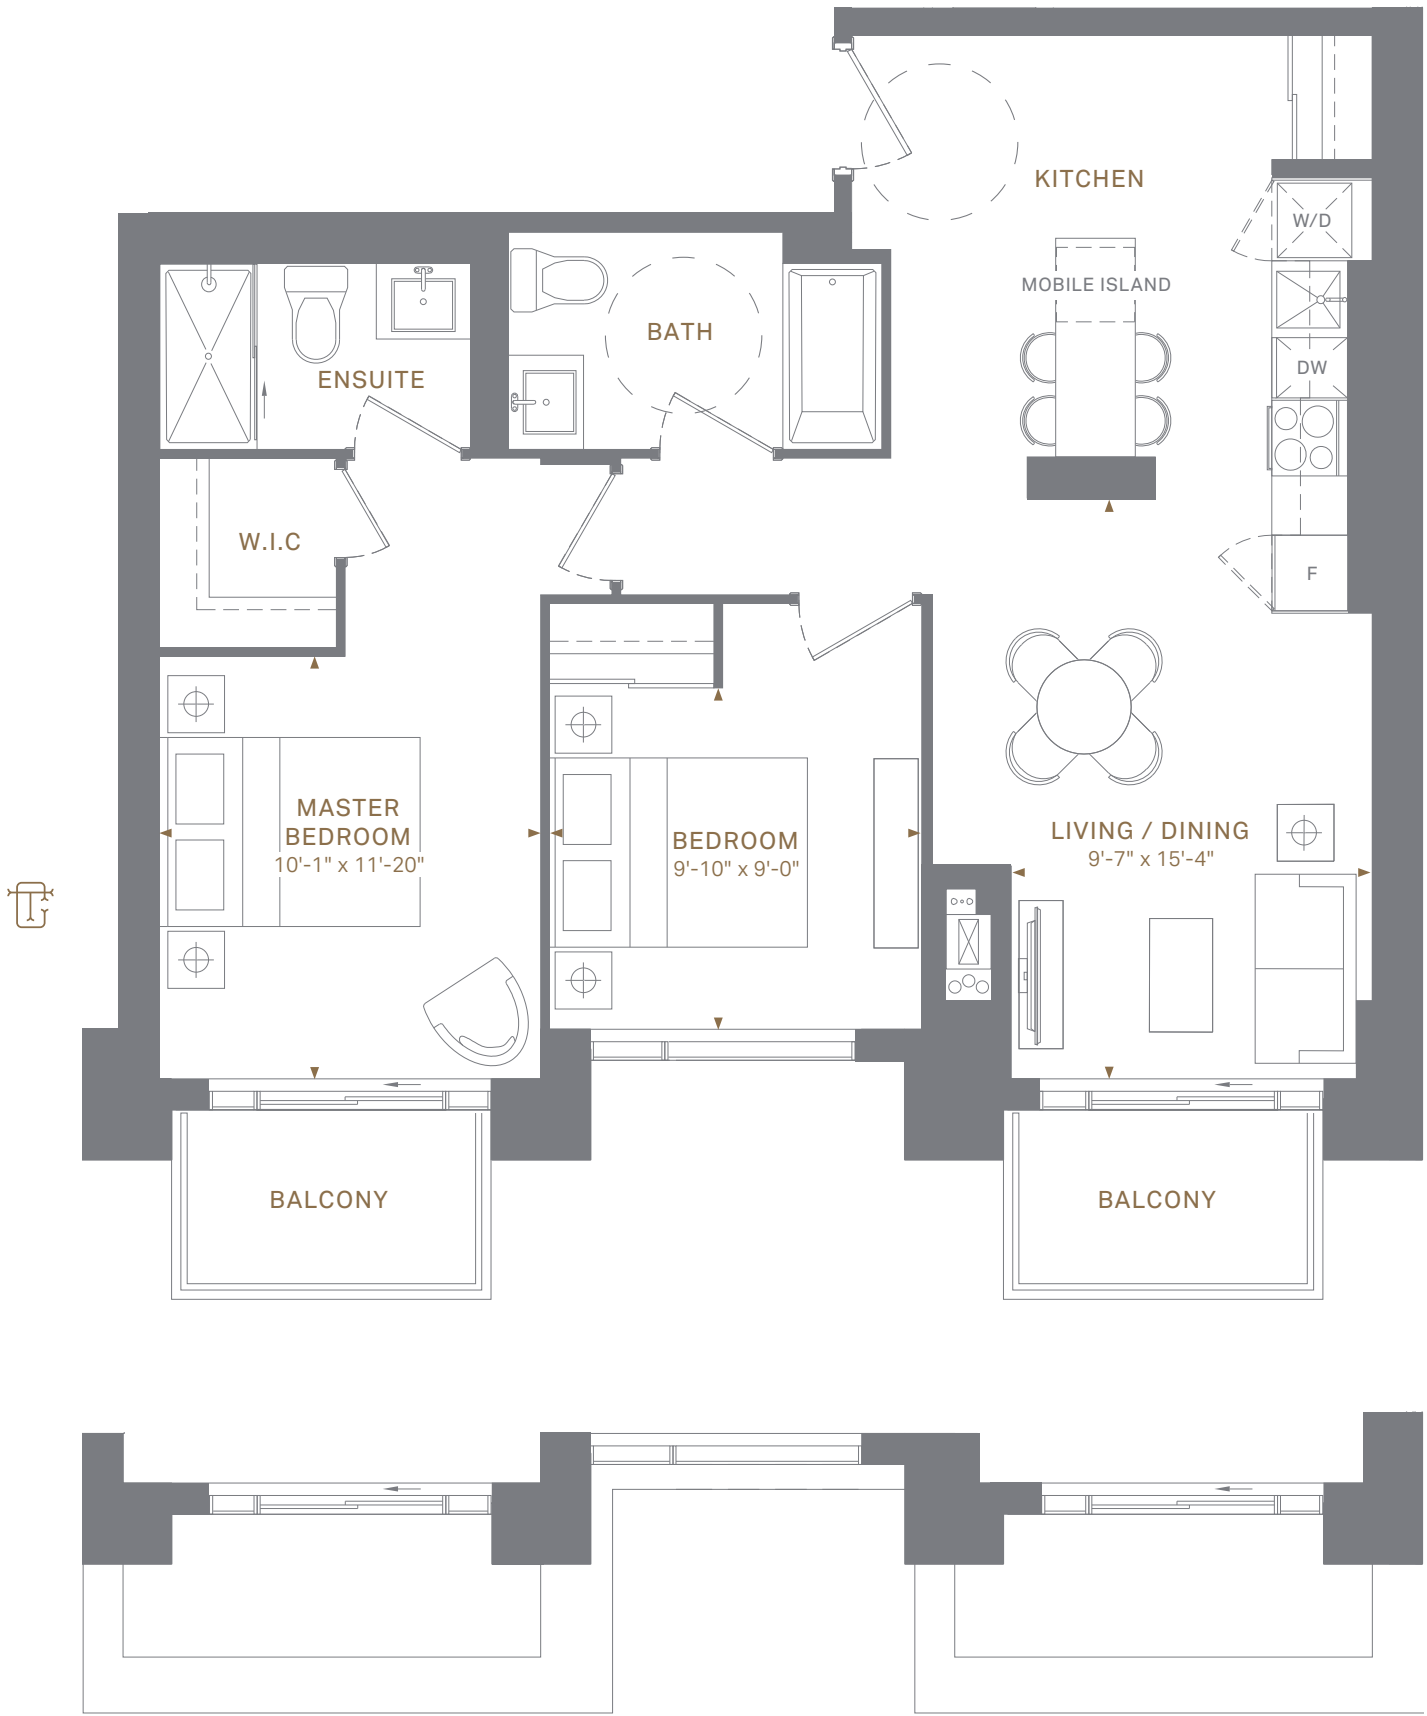 KITCHEN
W/D
MOBILE ISLAND
BATH
DW
ENSUITE
W.I.C
F
MASTER
BEDROOM
10'-1" x 11'-20"
BEDROOM
9'-10" x 9'-0"
LIVING / DINING
9'-7" x 15'-4"
BALCONY
BALCONY